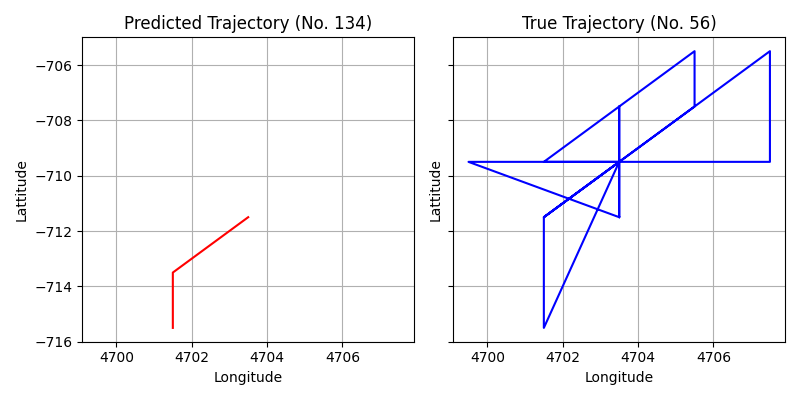 Predicted Trajectory (No. 134)
True Trajectory (No. 56)
Lattitude
−706
−708
−710
−712
−714
−716
4700
4702
4704
4706
Longitude
Lattitude
4700
4702
4704
4706
Longitude